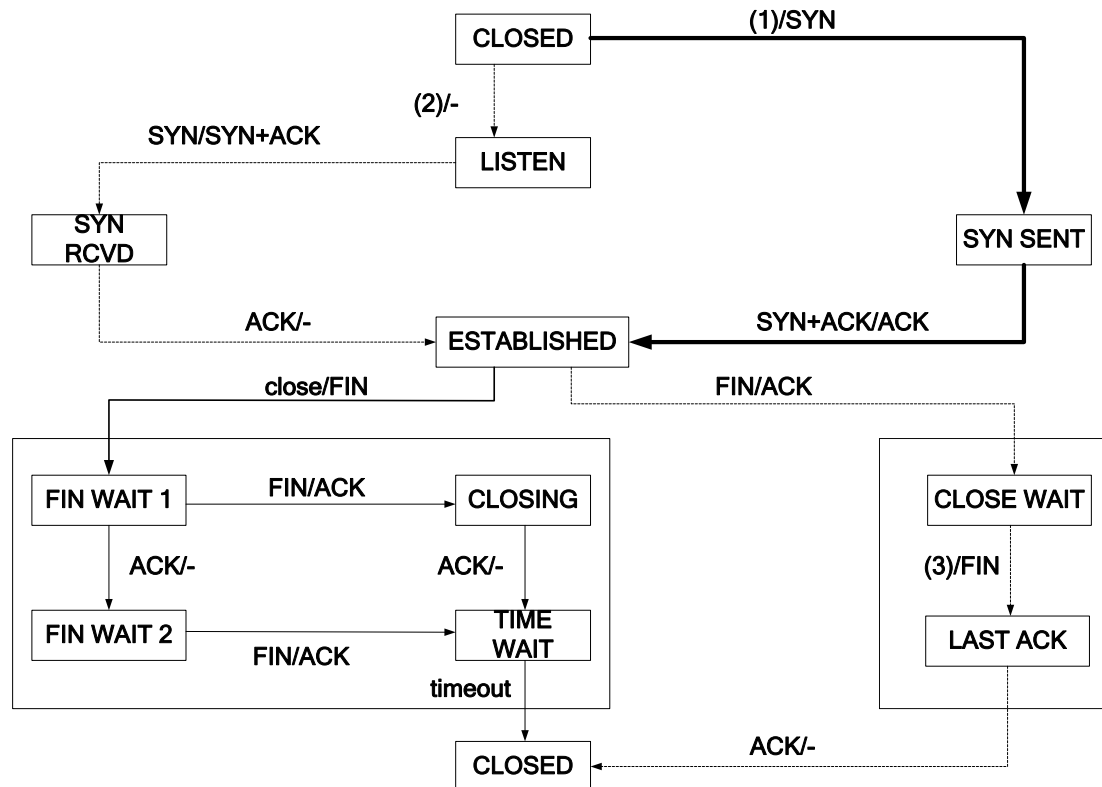 (1)/SYN
CLOSED
(2)/-
SYN/SYN+ACK
LISTEN
SYN
RCVD
SYN SENT
ACK/-
SYN+ACK/ACK
ESTABLISHED
close/FIN
FIN/ACK
FIN WAIT 1
FIN/ACK
CLOSING
CLOSE WAIT
ACK/-
ACK/-
(3)/FIN
FIN WAIT 2
TIME
WAIT
LAST ACK
FIN/ACK
timeout
ACK/-
CLOSED